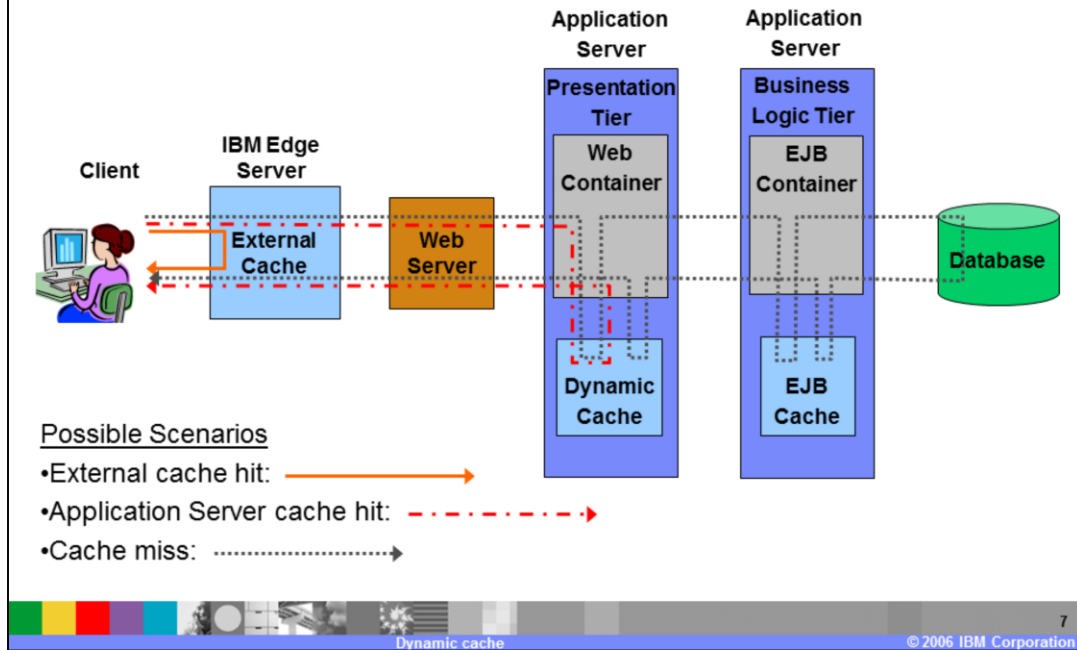 Application
Server
Application
Server
Presentation
Tier
Business
Logic Tier
Client
IBM Edge
Server
Web
Container
EJB
Container
External
Cache
Web
Server
Database
Dynamic
Cache
EJB
Cache
Possible Scenarios
•External cache hit:
•Application Server cache hit:
•Cache miss:
7
Dynamic cache
© 2006 IBM Corporation